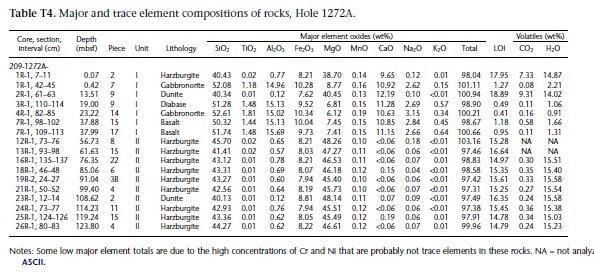 Table T4. Major and trace element compositions of rocks, Hole 1272A.
Core, section, interval (cm) Depth (mbsf) Piece Unit Lithology Major element oxides (wt%) Volatiles (wt%)
SiO2 TiO2 Al2O3 Fe2O3 MgO MnO CaO Na2O K2O Total LOI CO2 H2O
209-1272A-
1R-1, 7–11 0.07 2 I Harzburgite 40.43 0.02 0.77 8.21 38.70 0.14 9.65 0.12 0.01 98.04 17.95 7.33 14.87
1R-1, 42–45 0.42 7 I Gabbronorite 52.08 1.18 14.96 10.28 8.77 0.16 10.92 2.62 0.15 101.11 1.27 0.08 2.21
1R-1, 61–63 13.51 9 I Dunite 40.34 0.01 0.12 7.62 40.45 0.13 12.19 0.10 <0.01 100.94 18.89 9.31 14.02
3R-1, 110–114 19.00 9 I Diabase 51.28 1.48 15.13 9.52 6.81 0.15 11.28 2.69 0.57 98.90 0.49 0.11 1.06
4R-1, 82–85 23.22 14 I Gabbronorite 52.61 1.81 15.02 10.34 6.12 0.19 10.63 3.15 0.34 100.21 0.41 0.16 0.91
7R-1, 98–102 37.88 15 I Basalt 50.32 1.44 15.13 10.04 7.45 0.15 10.85 2.84 0.45 98.67 1.18 0.58 1.66
7R-1, 109–113 37.99 17 I Basalt 51.74 1.48 15.69 9.73 7.41 0.15 11.15 2.66 0.64 100.66 0.95 0.11 1.31
12R-1, 73–76 56.73 8 II Harzburgite 45.70 0.02 0.65 8.21 48.26 0.10 <0.06 0.18 <0.01 103.16 15.28 NA NA
13R-1, 93–98 61.63 15 II Harzburgite 41.41 0.02 0.57 8.03 47.27 0.11 <0.06 0.06 <0.01 97.46 16.64 NA NA
16R-1, 135–137 76.35 22 II Harzburgite 43.12 0.01 0.78 8.21 46.53 0.11 <0.06 0.07 <0.01 98.83 14.97 0.30 15.51
18R-1, 46–48 85.06 6 II Harzburgite 43.31 0.01 0.69 8.07 46.18 0.12 0.15 0.04 <0.01 98.58 15.35 0.35 15.40
19R-2, 24–27 91.04 3B II Harzburgite 43.27 0.01 0.60 7.94 45.40 0.10 <0.06 0.09 <0.01 97.42 15.61 0.33 15.58
21R-1, 50–52 99.40 4 II Harzburgite 42.56 0.01 0.64 8.19 45.73 0.10 <0.06 0.07 <0.01 97.31 15.25 0.27 15.54
23R-1, 12–14 108.62 2 II Dunite 40.13 0.01 0.12 8.81 48.14 0.11 0.08 0.07 <0.01 97.49 16.35 0.24 15.58
24R-1, 73–77 114.23 11 II Harzburgite 42.93 0.01 0.76 7.94 45.51 0.12 <0.06 0.06 <0.01 97.38 15.45 0.36 15.38
25R-1, 124–126 119.24 15 II Harzburgite 43.36 0.01 0.62 8.05 45.49 0.12 0.19 0.06 0.01 97.91 14.78 0.34 15.03
26R-1, 80–83 123.80 4 II Harzburgite 44.27 0.01 0.62 8.22 46.61 0.12 <0.06 0.07 0.01 99.96 14.79 0.24 15.23
Notes: Some low major element totals are due to the high concentrations of Cr and Ni that are probably not trace elements in these rocks. NA = not analyz
ASCII.